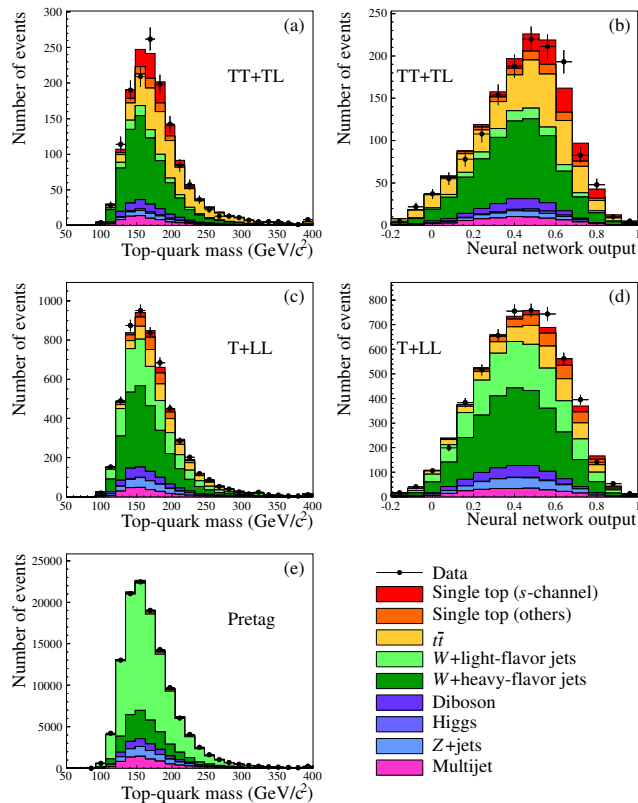 (a)
TT+TL
Number of events
300
250
200
150
100
50
0
50 100 150 200 250 300 350 400
Top-quark mass (GeV/c²)
(b)
TT+TL
Number of events
250
200
150
100
50
0
-0.2 0 0.2 0.4 0.6 0.8 1
Neural network output
(c)
T+LL
Number of events
1000
800
600
400
200
0
50 100 150 200 250 300 350 400
Top-quark mass (GeV/c²)
(d)
T+LL
Number of events
800
700
600
500
400
300
200
100
0
-0.2 0 0.2 0.4 0.6 0.8 1
Neural network output
(e)
Pretag
Number of events
25000
20000
15000
10000
5000
0
50 100 150 200 250 300 350 400
Top-quark mass (GeV/c²)
Data
Single top (s-channel)
Single top (others)
tt̄
W+light-flavor jets
W+heavy-flavor jets
Diboson
Higgs
Z+jets
Multijet